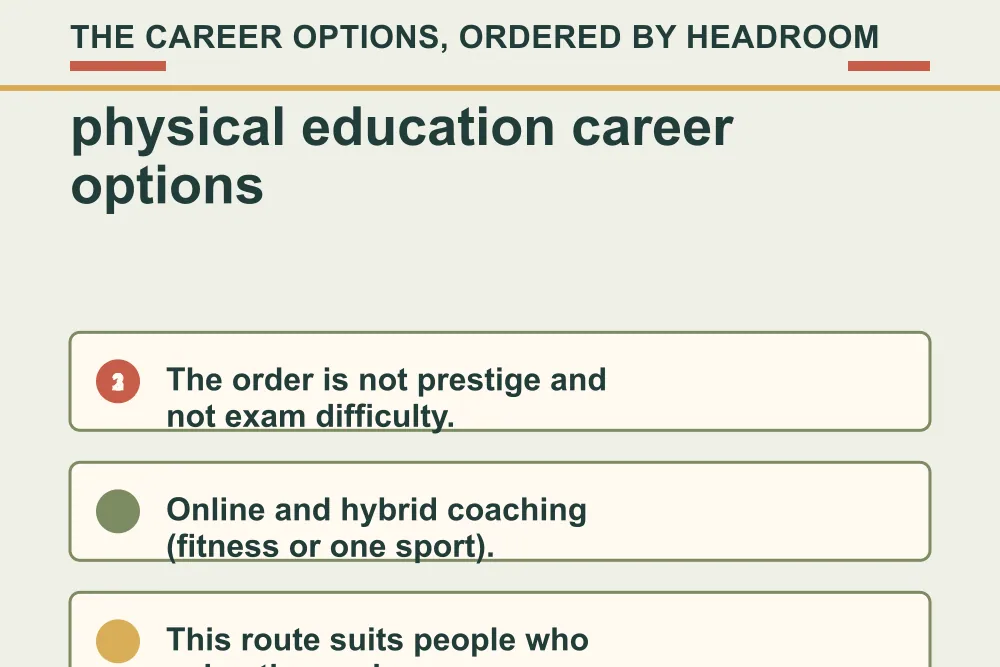 THE CAREER OPTIONS, ORDERED BY HEADROOM
physical education career
options
The order is not prestige and
not exam difficulty.
Online and hybrid coaching
(fitness or one sport).
This route suits people who